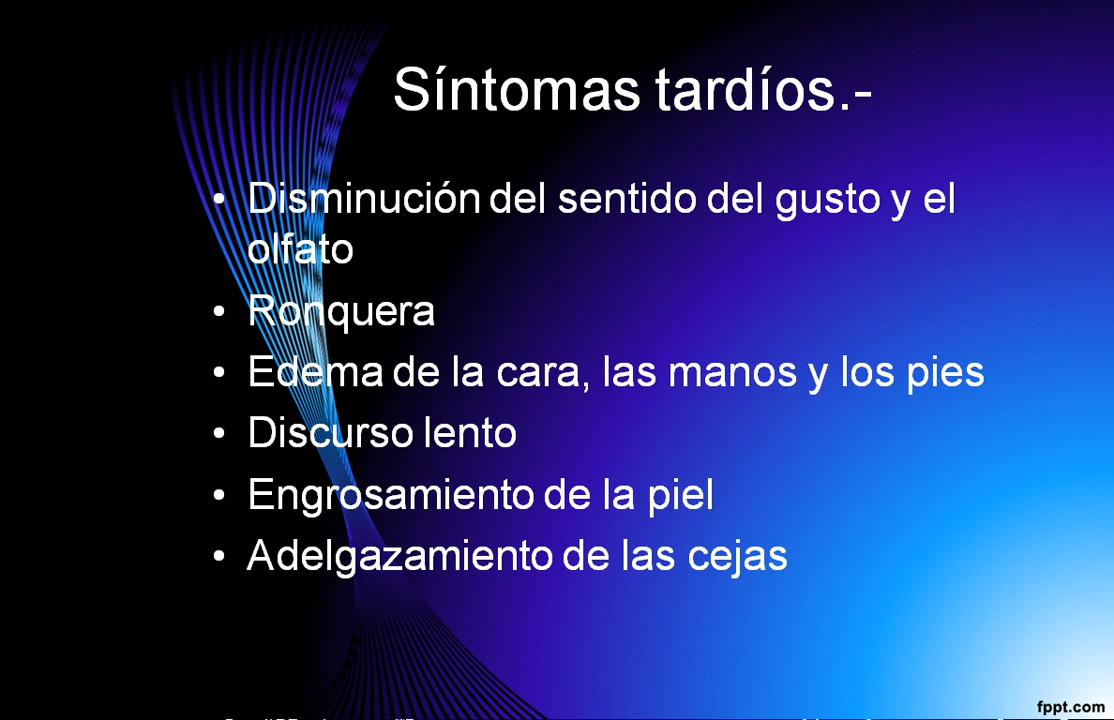 Síntomas tardíos.-
• Disminución del sentido del gusto y el
olfato
• Ronquera
• Edema de la cara, las manos y los pies
• Discurso lento
• Engrosamiento de la piel
• Adelgazamiento de las cejas
fppt.com